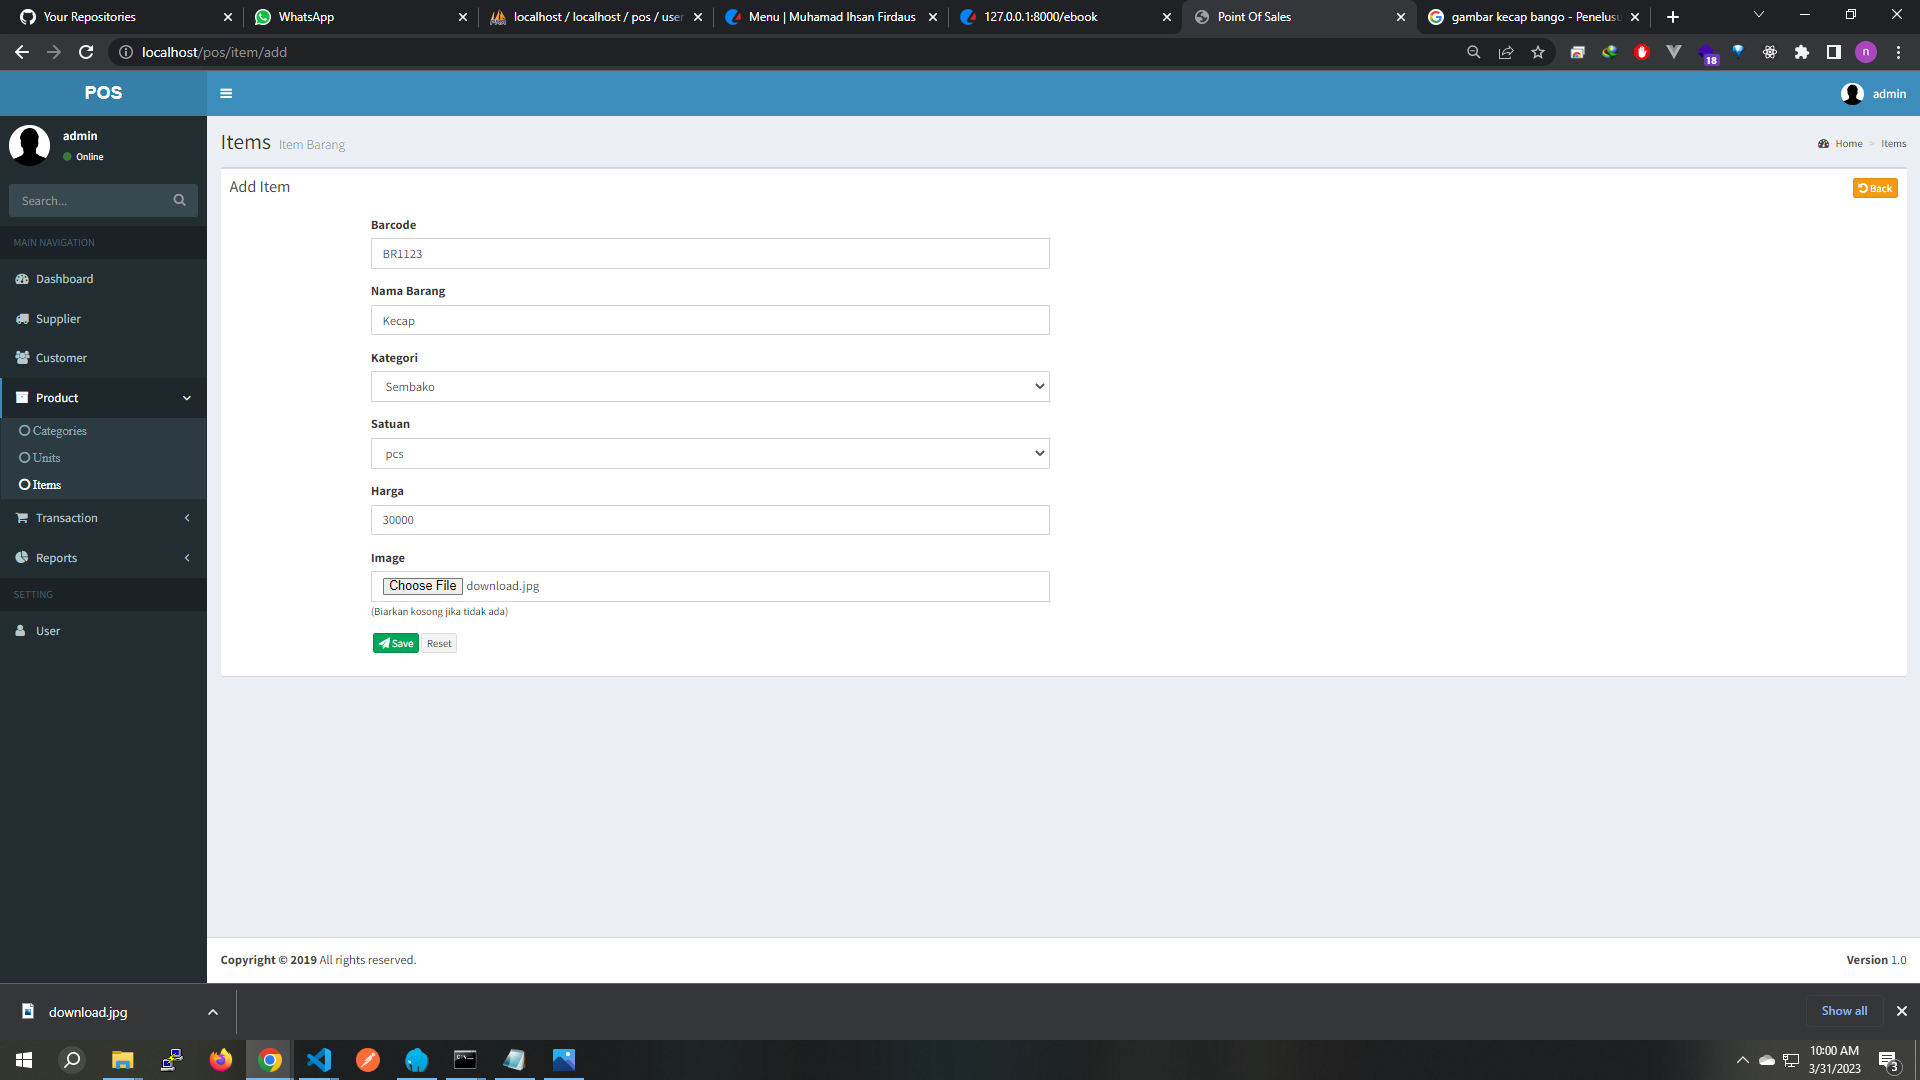 Your Repositories
WhatsApp
localhost / localhost / pos / user
Menu | Muhamad Ihsan Firdaus
127.0.0.1:8000/ebook
Point Of Sales
gambar kecap bango - Penelusu
localhost/pos/item/add
18
n
POS
admin
admin
Online
Items Item Barang
Home > Items
Search...
Add Item
Back
MAIN NAVIGATION
Dashboard
Supplier
Customer
Product
Categories
Units
Items
Transaction
Reports
SETTING
User
Barcode
BR1123
Nama Barang
Kecap
Kategori
Sembako
Satuan
pcs
Harga
30000
Image
Choose File download.jpg
(Biarkan kosong jika tidak ada)
Save Reset
Copyright © 2019 All rights reserved.
Version 1.0
download.jpg
Show all
10:00 AM
3/31/2023
3